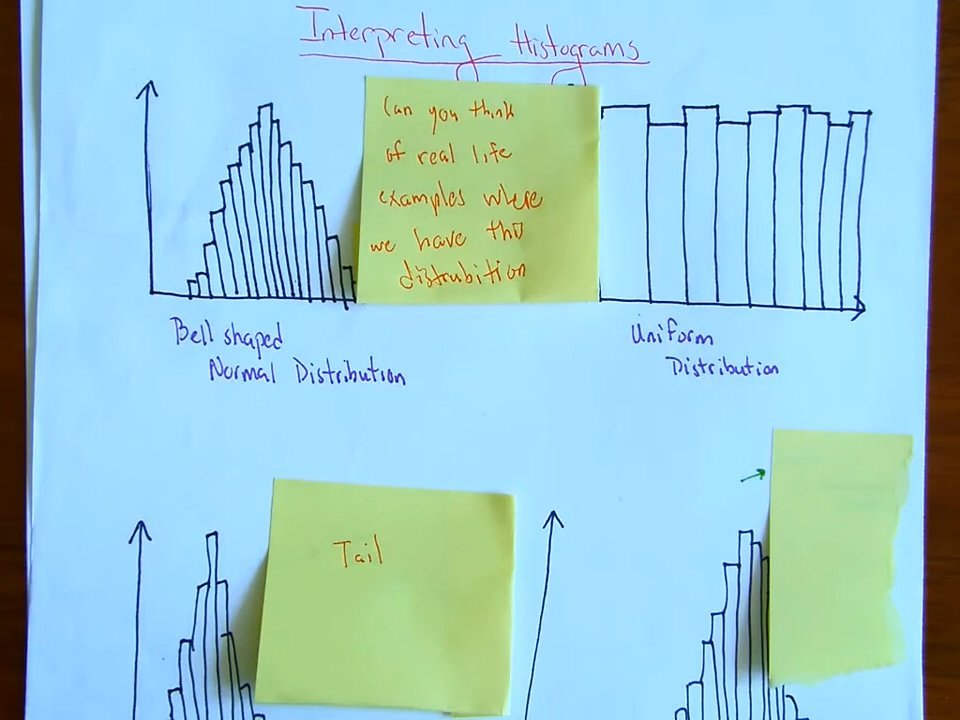 Interpreting Histograms
Can you think
of real life
examples where
we have this
distrubition
Bell shaped
Normal Distribution
Uniform
Distribution
Tail